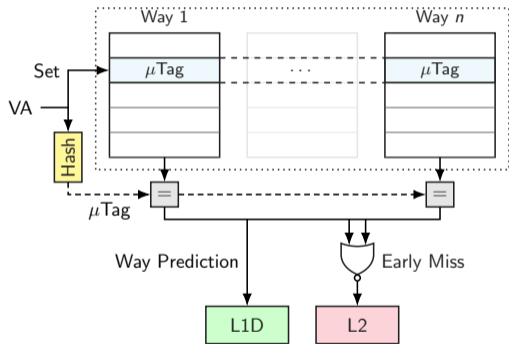 Way 1
Way n
Set
μTag
· · ·
μTag
VA
Hash
=
=
μTag
Way Prediction
Early Miss
L1D
L2